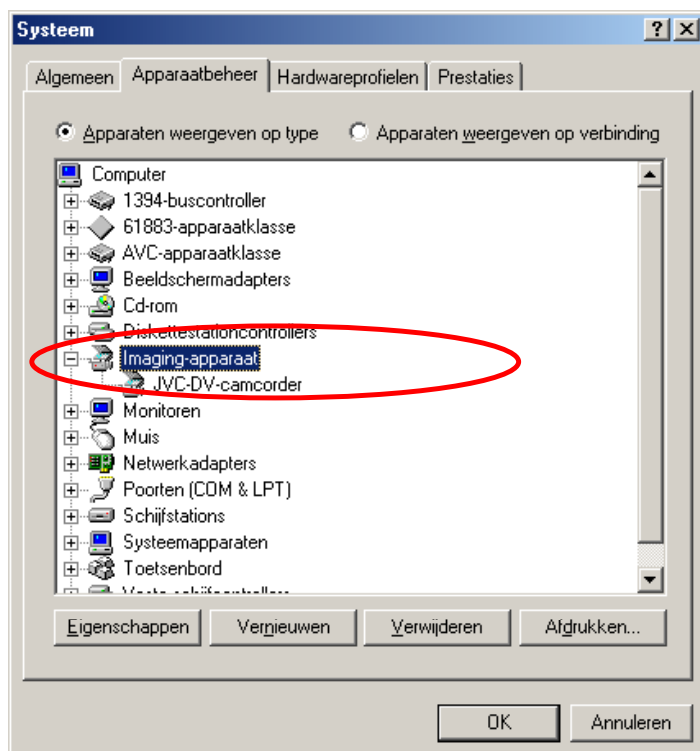 Systeem
Algemeen Apparaatbeheer Hardwareprofielen Prestaties
Apparaten weergeven op type Apparaten weergeven op verbinding
Computer
1394-buscontroller
61883-apparaatklasse
AVC-apparaatklasse
Beeldschermadapters
Cd-rom
Diskettestationcontrollers
Imaging-apparaat
JVC-DV-camcorder
Monitoren
Muis
Netwerkadapters
Poorten (COM & LPT)
Schijfstations
Systeemapparaten
Toetsenbord
Eigenschappen Vernieuwen Verwijderen Afdrukken...
OK Annuleren